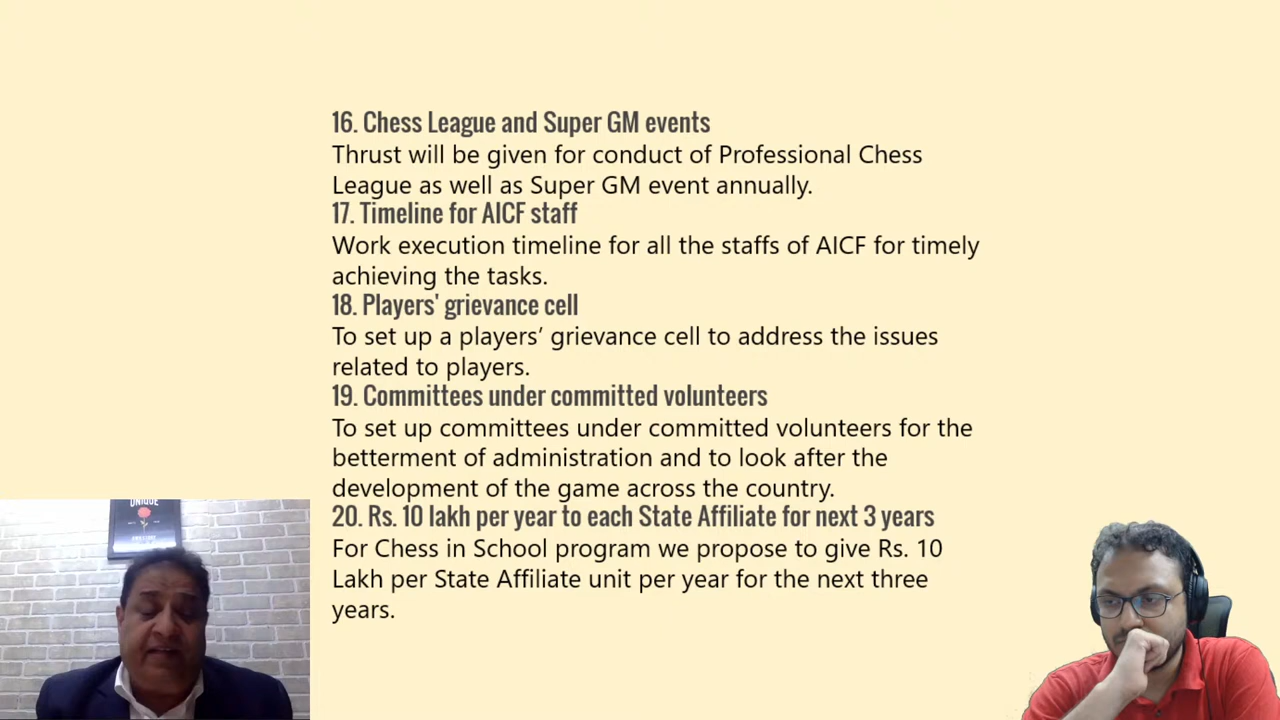 16. Chess League and Super GM events
Thrust will be given for conduct of Professional Chess
League as well as Super GM event annually.
17. Timeline for AICF staff
Work execution timeline for all the staffs of AICF for timely
achieving the tasks.
18. Players' grievance cell
To set up a players’ grievance cell to address the issues
related to players.
19. Committees under committed volunteers
To set up committees under committed volunteers for the
betterment of administration and to look after the
development of the game across the country.
20. Rs. 10 lakh per year to each State Affiliate for next 3 years
For Chess in School program we propose to give Rs. 10
Lakh per State Affiliate unit per year for the next three
years.
UNIQUE